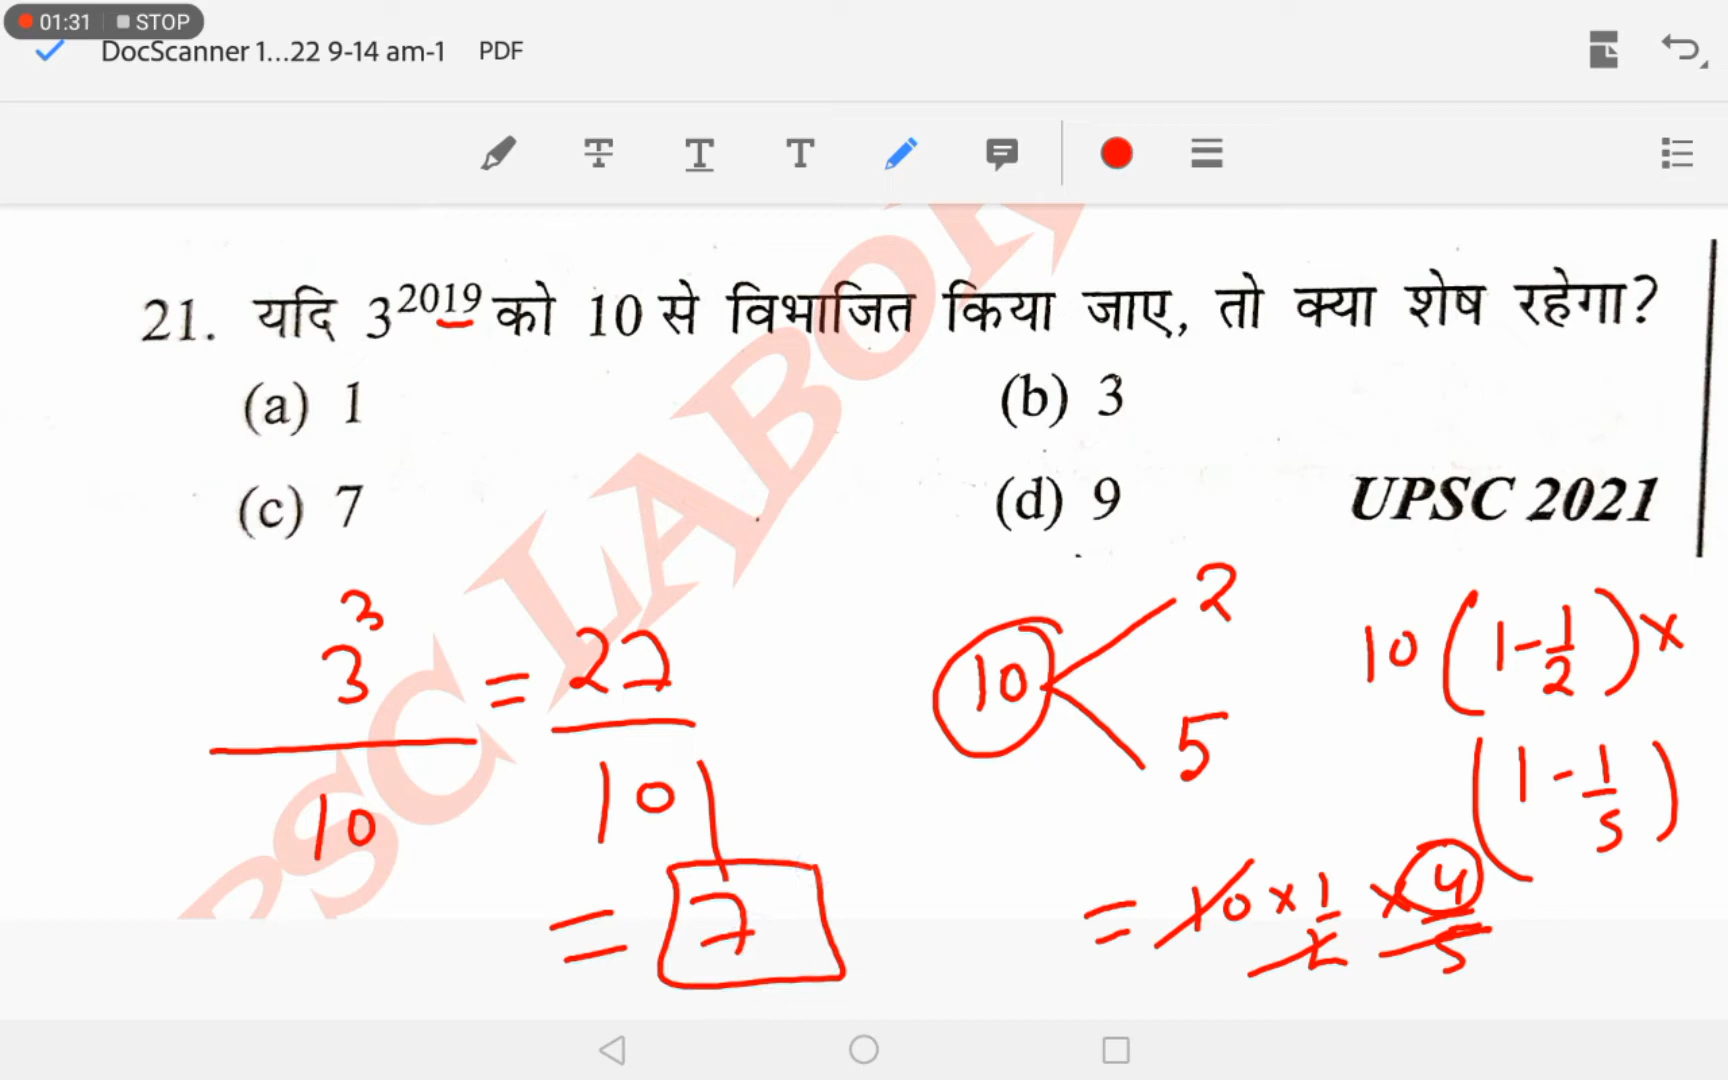 01:31 STOP
DocScanner 1...22 9-14 am-1 PDF
21. यदि 3^2019 को 10 से विभाजित किया जाए, तो क्या शेष रहेगा?
(a) 1 (b) 3
(c) 7 (d) 9 UPSC 2021
3^3 / 10 = 27 / 10
= 7
10 2 5
10 (1 - 1/2) ×
(1 - 1/5)
= 10 × 1/2 × 4/5
PSC LABOR